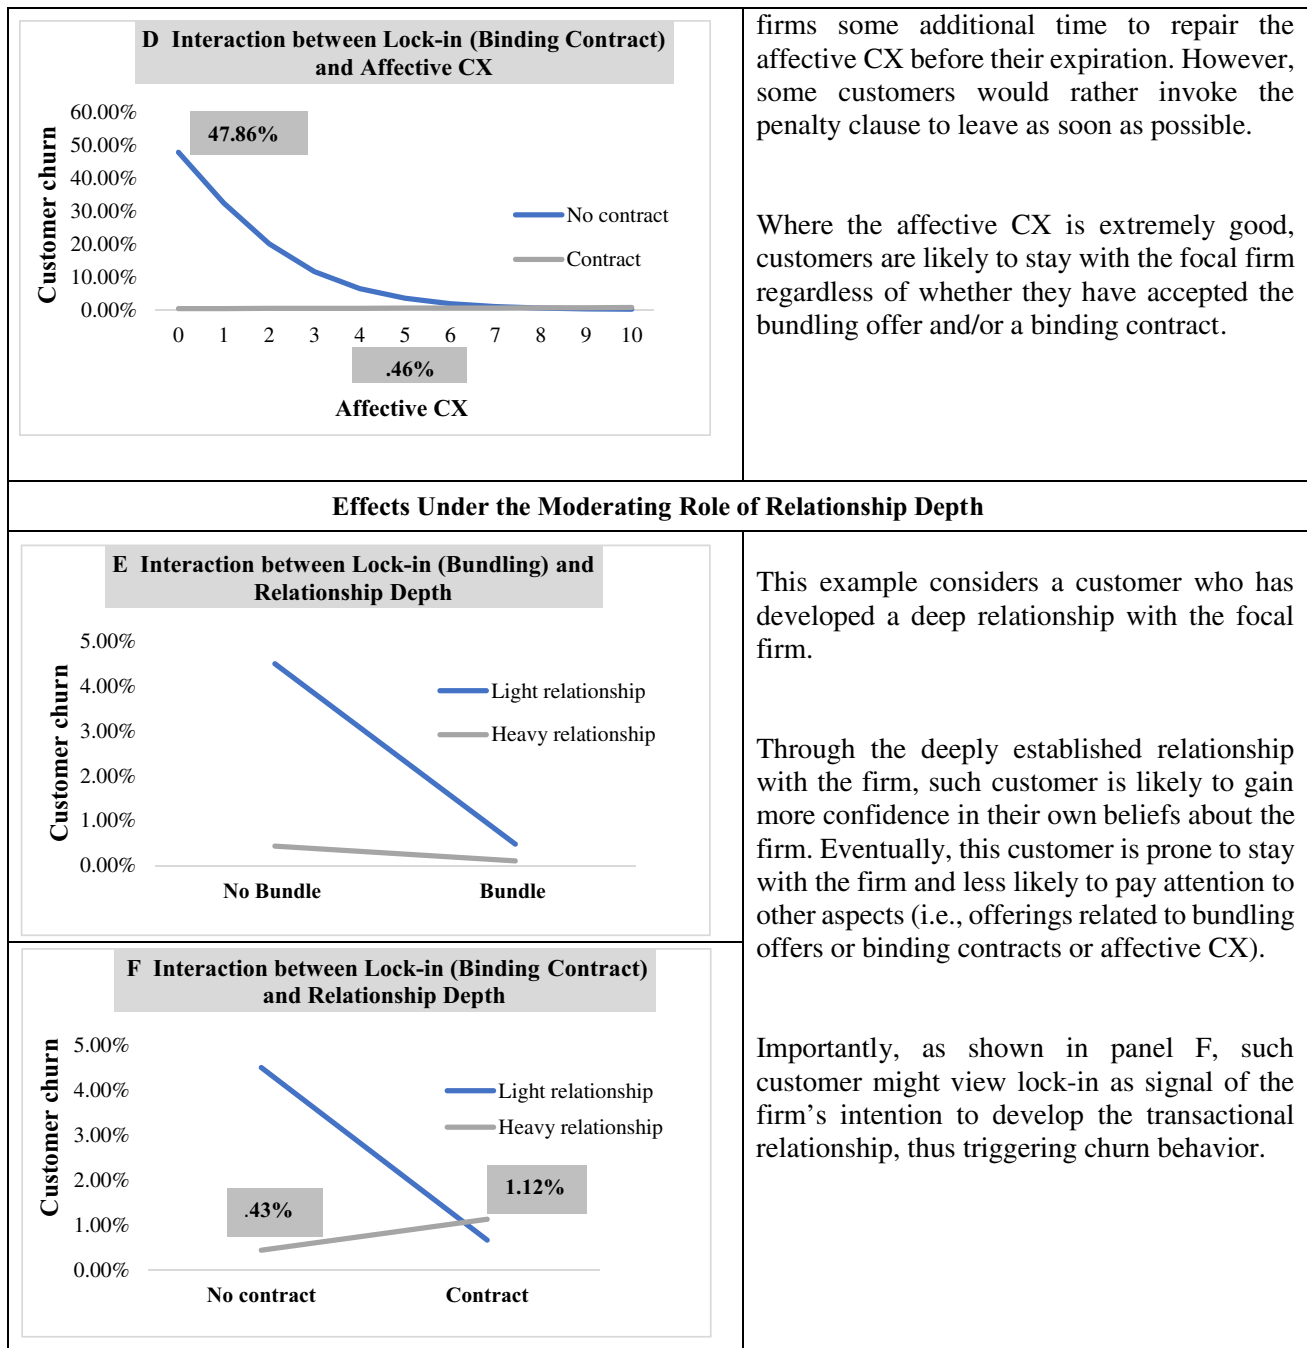 D Interaction between Lock-in (Binding Contract)
and Affective CX
60.00%
50.00%
40.00%
30.00%
20.00%
10.00%
0.00%
Customer churn
47.86%
No contract
Contract
0 1 2 3 4 5 6 7 8 9 10
.46%
Affective CX
firms some additional time to repair the
affective CX before their expiration. However,
some customers would rather invoke the
penalty clause to leave as soon as possible.
Where the affective CX is extremely good,
customers are likely to stay with the focal firm
regardless of whether they have accepted the
bundling offer and/or a binding contract.
Effects Under the Moderating Role of Relationship Depth
E Interaction between Lock-in (Bundling) and
Relationship Depth
5.00%
4.00%
3.00%
2.00%
1.00%
0.00%
Customer churn
Light relationship
Heavy relationship
No Bundle Bundle
F Interaction between Lock-in (Binding Contract)
and Relationship Depth
5.00%
4.00%
3.00%
2.00%
1.00%
0.00%
Customer churn
Light relationship
Heavy relationship
.43%
1.12%
No contract Contract
This example considers a customer who has
developed a deep relationship with the focal
firm.
Through the deeply established relationship
with the firm, such customer is likely to gain
more confidence in their own beliefs about the
firm. Eventually, this customer is prone to stay
with the firm and less likely to pay attention to
other aspects (i.e., offerings related to bundling
offers or binding contracts or affective CX).
Importantly, as shown in panel F, such
customer might view lock-in as signal of the
firm's intention to develop the transactional
relationship, thus triggering churn behavior.